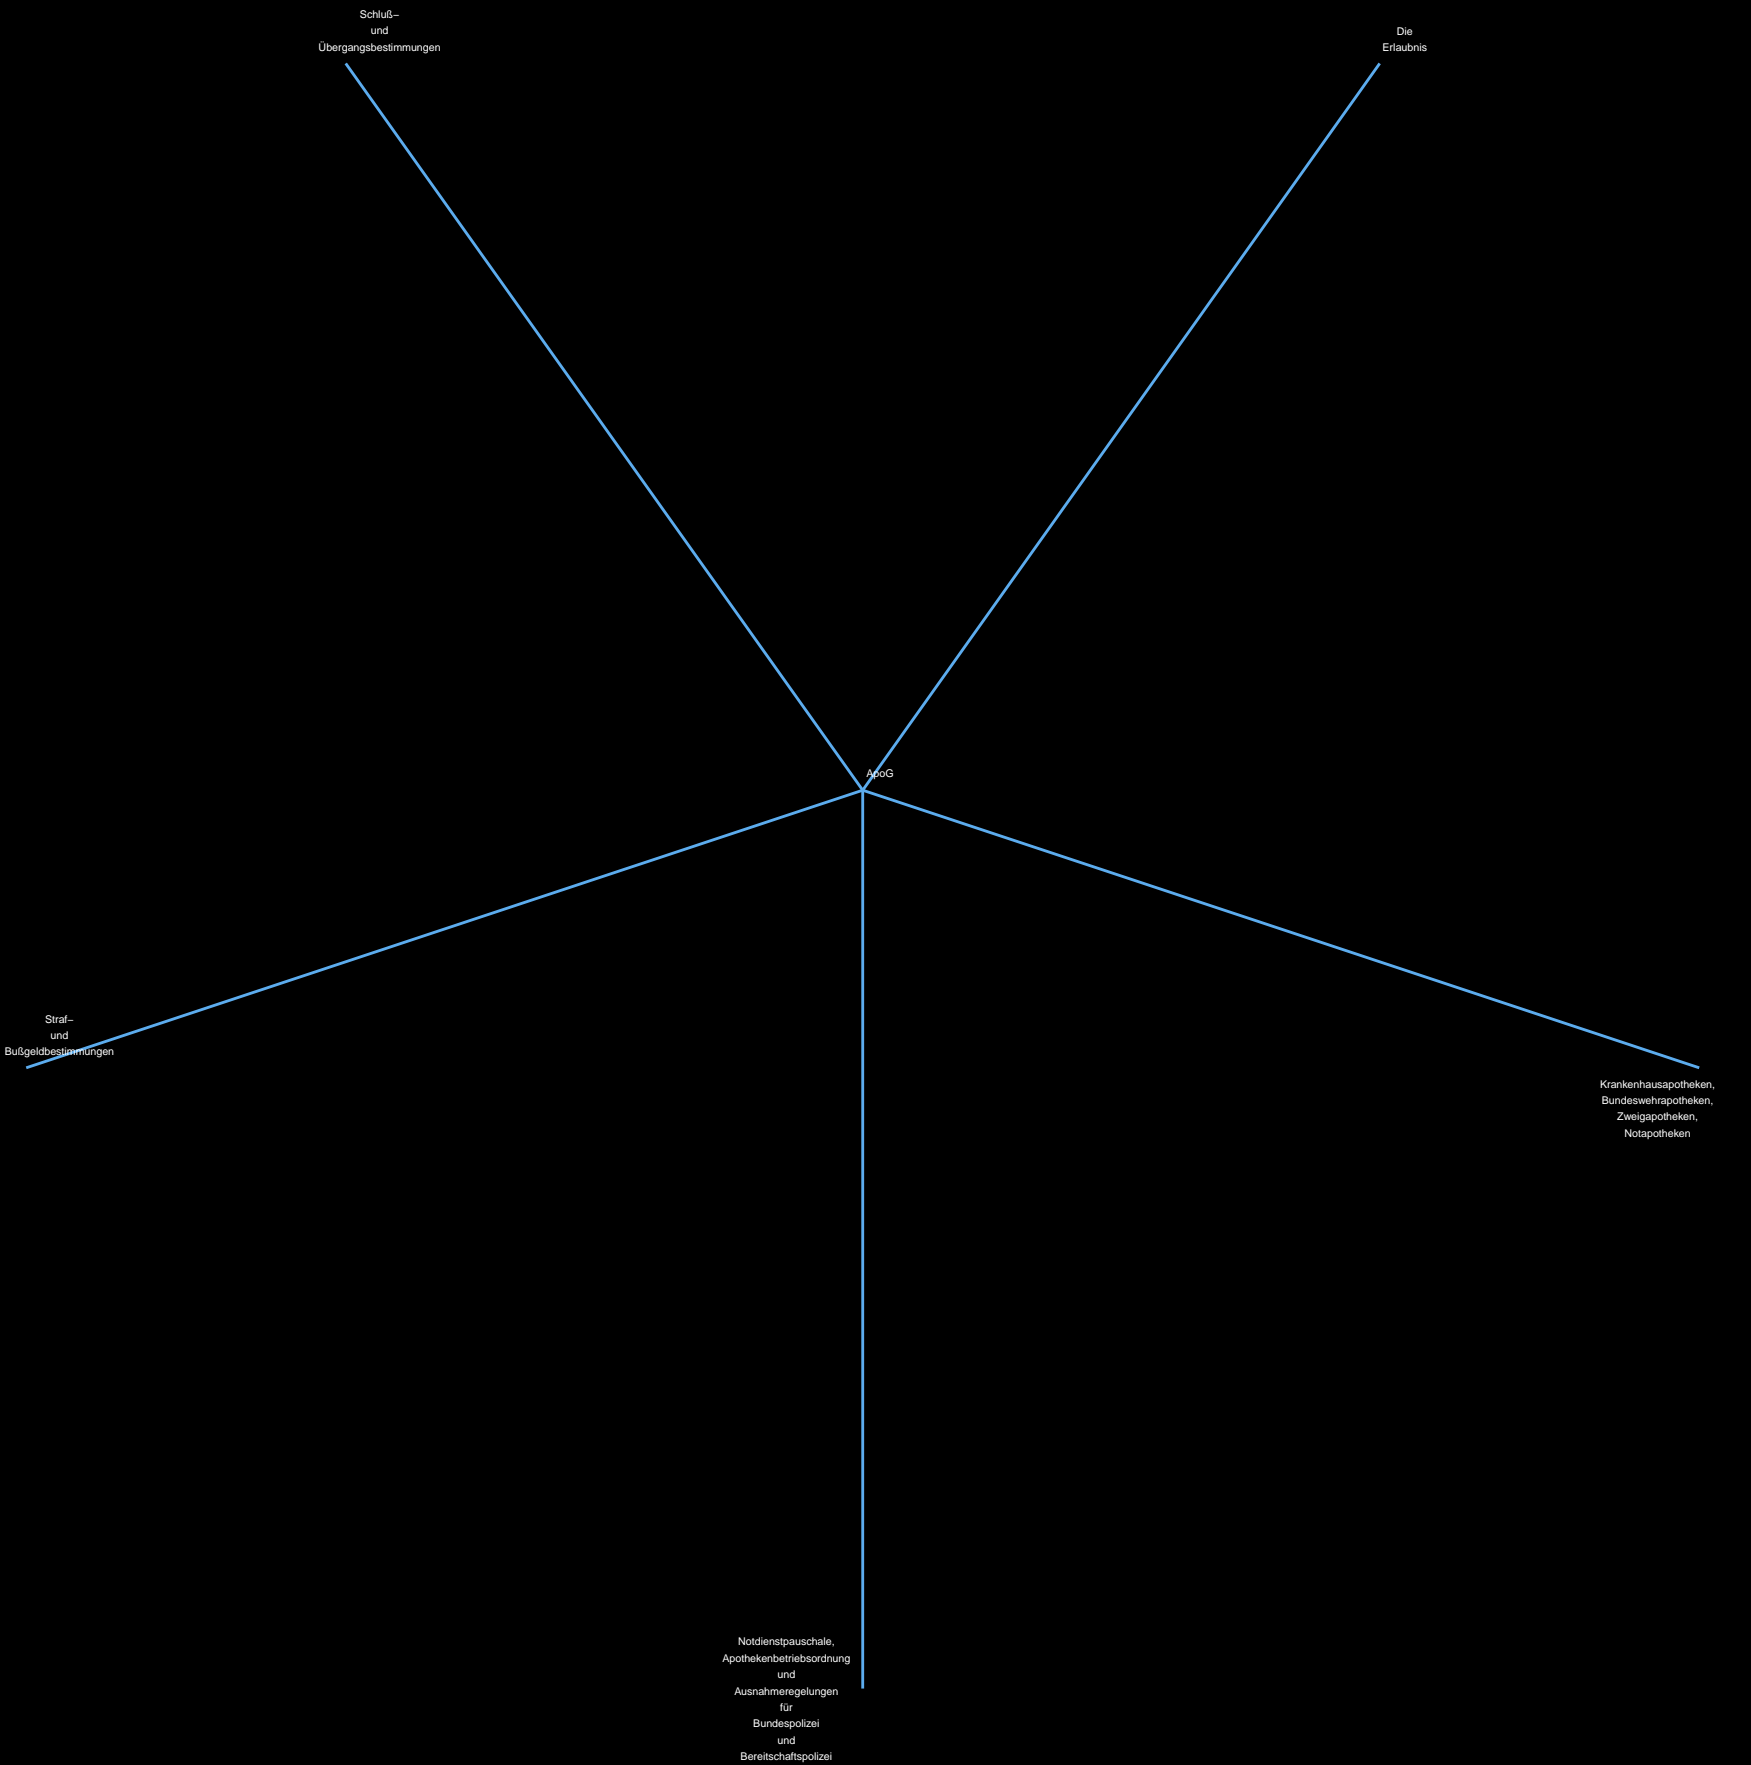 Schluß–
und
Übergangsbestimmungen
Die
Erlaubnis
ApoG
Straf–
und
Bußgeldbestimmungen
Krankenhausapotheken,
Bundeswehrapotheken,
Zweigapotheken,
Notapotheken
Notdienstpauschale,
Apothekenbetriebsordnung
und
Ausnahmeregelungen
für
Bundespolizei
und
Bereitschaftspolizei